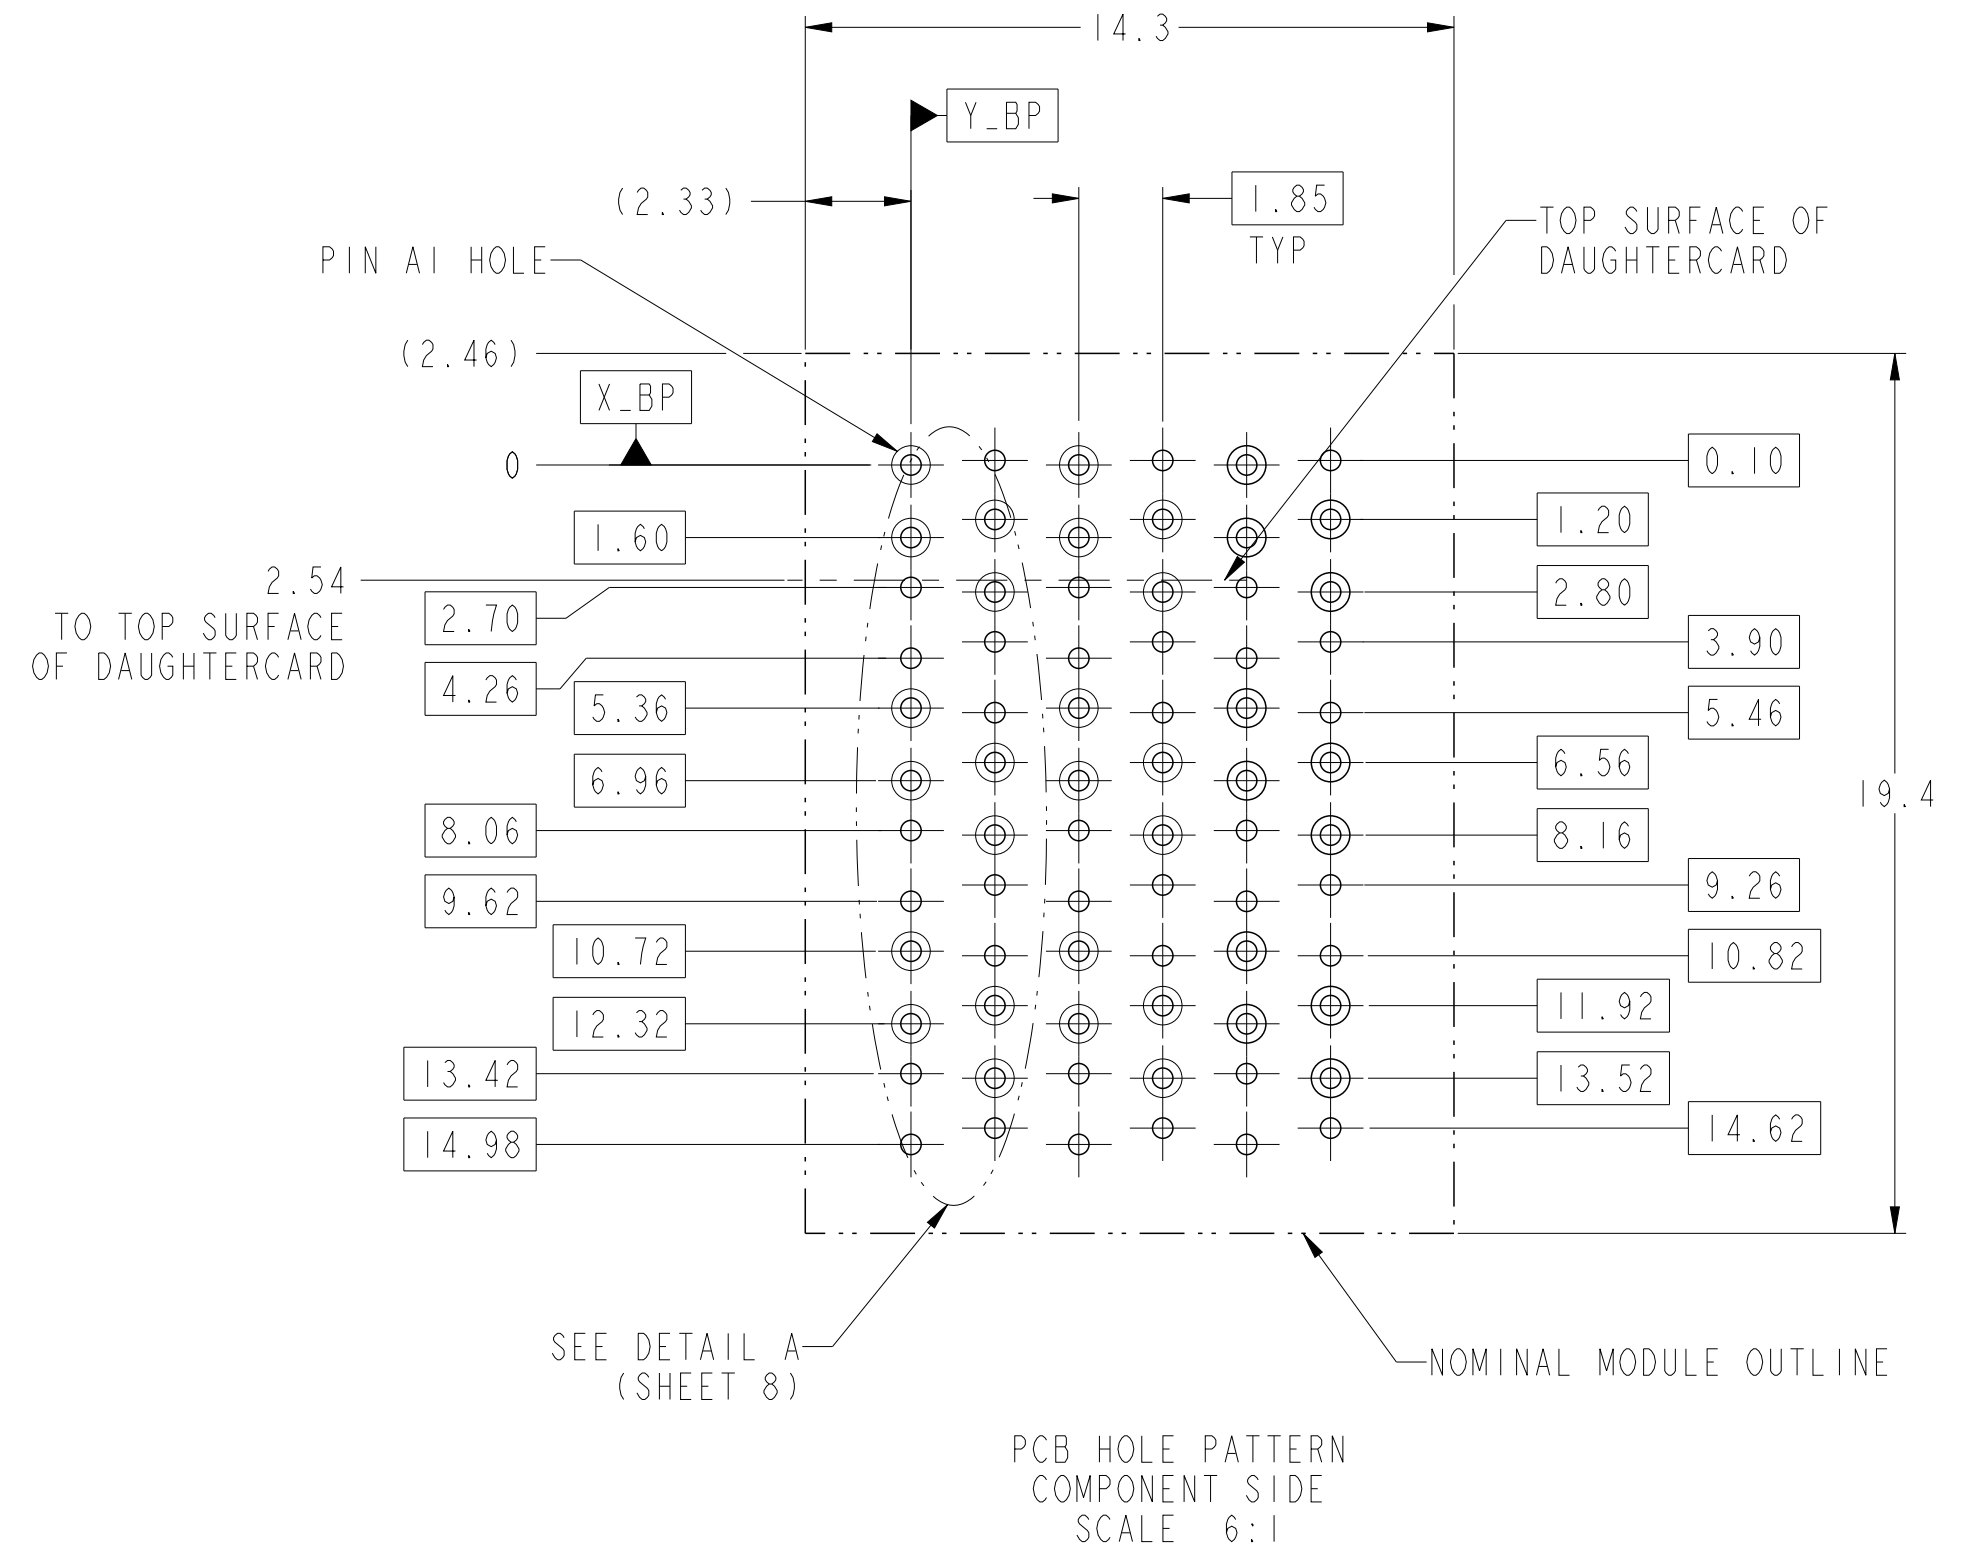 14.3
Y_BP
(2.33)
1.85
TYP
TOP SURFACE OF
DAUGHTERCARD
PIN A1 HOLE
(2.46)
X_BP
0
0.10
1.20
1.60
2.54
TO TOP SURFACE
OF DAUGHTERCARD
2.70
2.80
3.90
4.26
5.36
5.46
6.56
6.96
19.4
8.06
8.16
9.26
9.62
10.72
10.82
11.92
12.32
13.42
13.52
14.62
14.98
SEE DETAIL A
(SHEET 8)
NOMINAL MODULE OUTLINE
PCB HOLE PATTERN
COMPONENT SIDE
SCALE 6:1